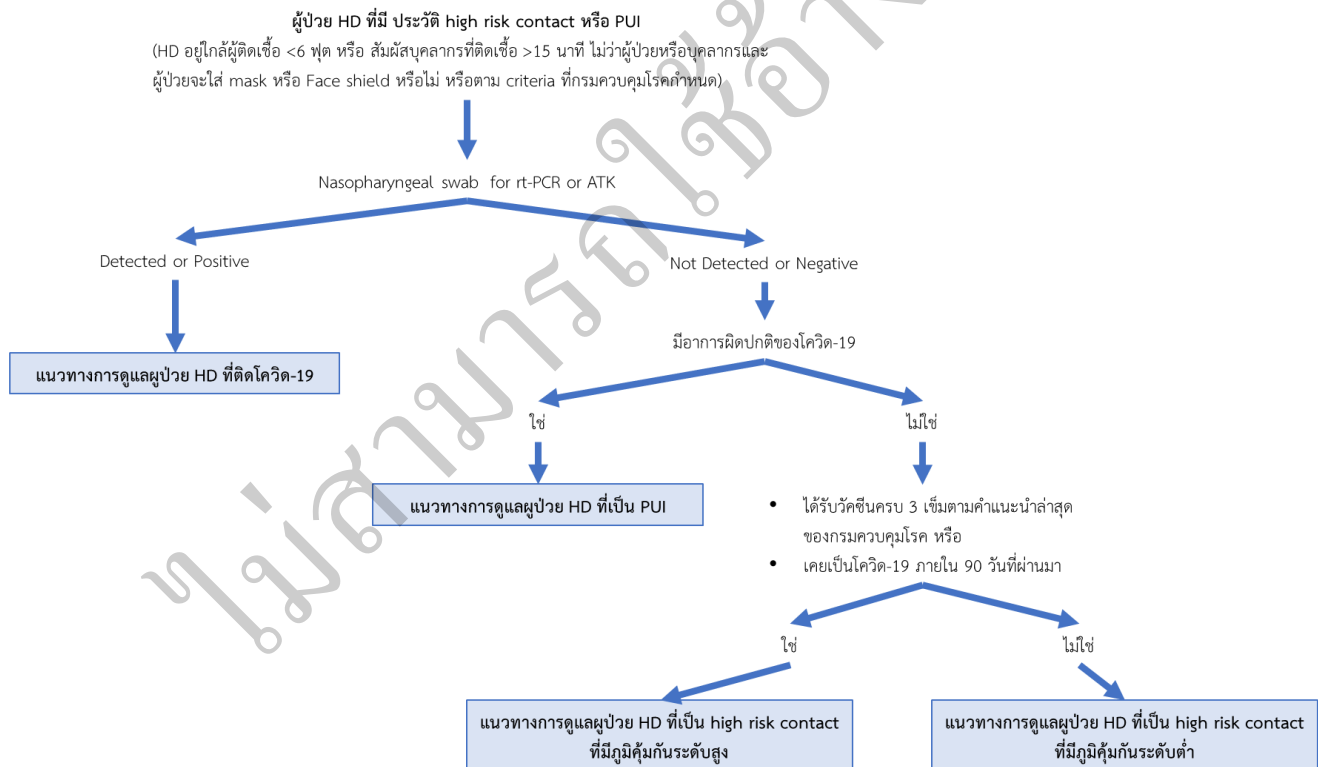 ผู้ป่วย HD ที่มี ประวัติ high risk contact หรือ PUI
(HD อยู่ใกล้ผู้ติดเชื้อ <6 ฟุต หรือ สัมผัสบุคลากรที่ติดเชื้อ >15 นาที ไม่ว่าผู้ป่วยหรือบุคลากรและ
ผู้ป่วยจะใส่ mask หรือ Face shield หรือไม่ หรือตาม criteria ที่กรมควบคุมโรคกำหนด)
Nasopharyngeal swab for rt-PCR or ATK
Detected or Positive
Not Detected or Negative
มีอาการผิดปกติของโควิด-19
แนวทางการดูแลผู้ป่วย HD ที่ติดโควิด-19
ใช่
ไม่ใช่
แนวทางการดูแลผู้ป่วย HD ที่เป็น PUI
• ได้รับวัคซีนครบ 3 เข็มตามคำแนะนำล่าสุด
ของกรมควบคุมโรค หรือ
• เคยเป็นโควิด-19 ภายใน 90 วันที่ผ่านมา
ใช่
ไม่ใช่
แนวทางการดูแลผู้ป่วย HD ที่เป็น high risk contact
ที่มีภูมิคุ้มกันระดับสูง
แนวทางการดูแลผู้ป่วย HD ที่เป็น high risk contact
ที่มีภูมิคุ้มกันระดับต่ำ